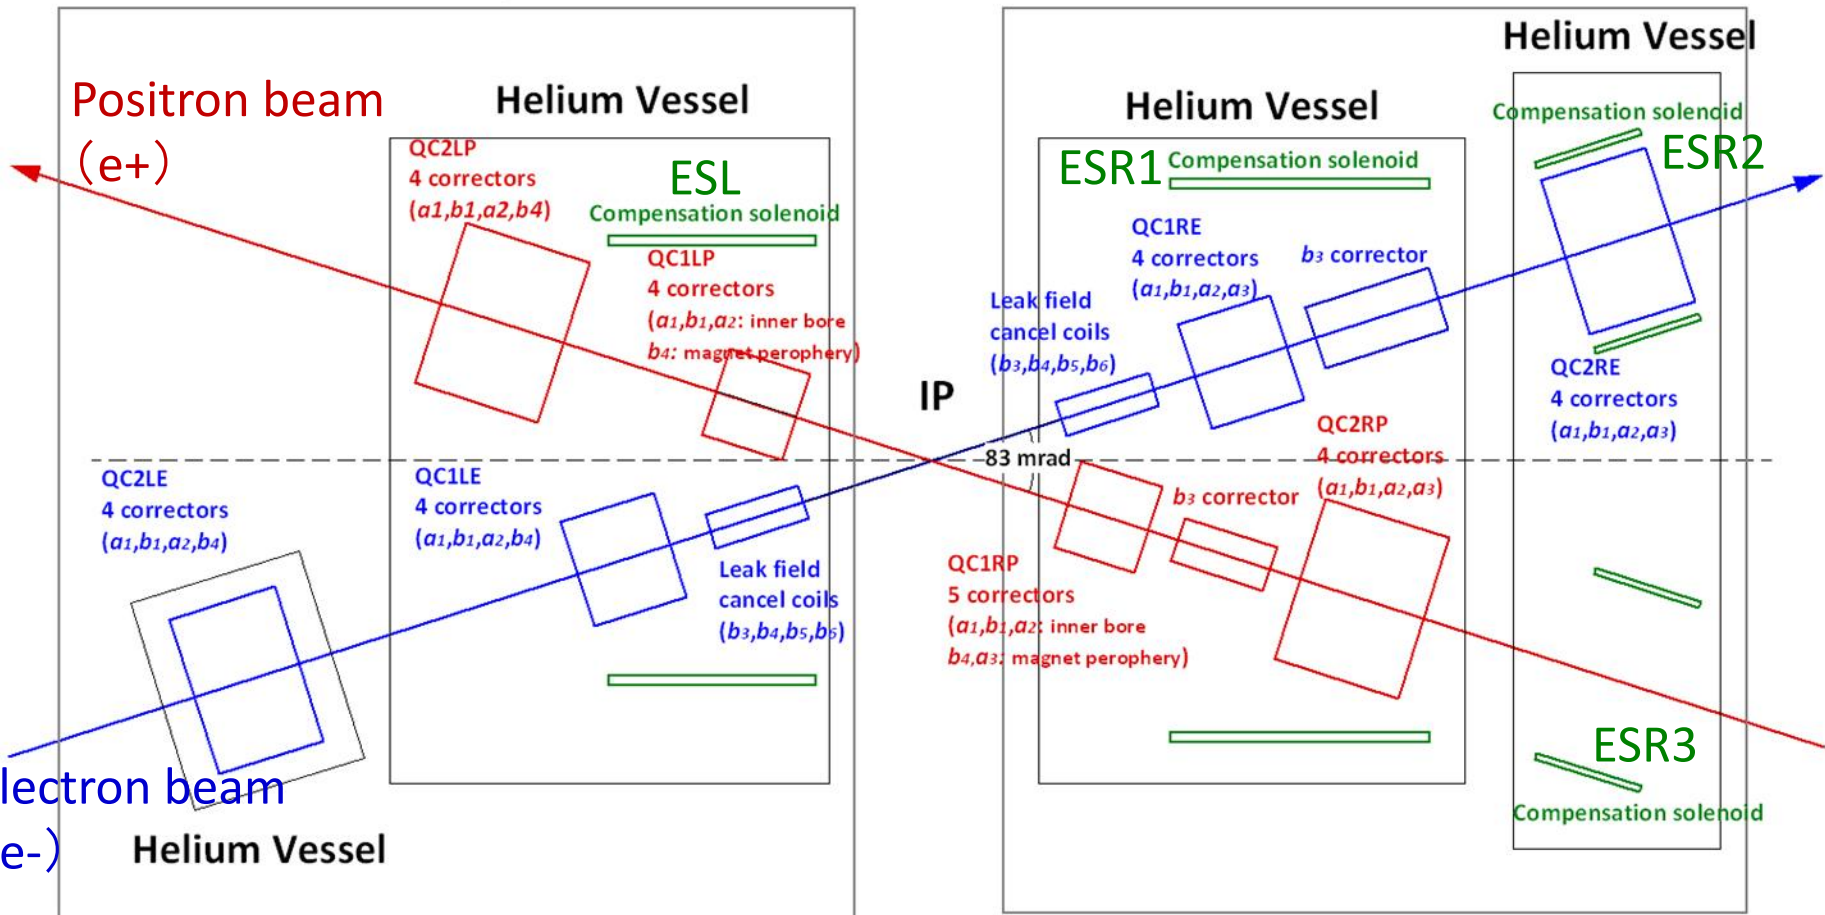 Helium Vessel
Positron beam
（e+）
Helium Vessel
QC2LP
4 correctors
(a1,b1,a2,b4)
ESL
Compensation solenoid
QC1LP
4 correctors
(a1,b1,a2: inner bore
b4: magnet perophery)
Helium Vessel
ESR1
Compensation solenoid
Compensation solenoid
ESR2
QC1RE
4 correctors
(a1,b1,a2,a3)
b3 corrector
Leak field
cancel coils
(b3,b4,b5,b6)
QC2RE
4 correctors
(a1,b1,a2,a3)
IP
83 mrad
QC2RP
4 correctors
(a1,b1,a2,a3)
b3 corrector
QC2LE
4 correctors
(a1,b1,a2,b4)
QC1LE
4 correctors
(a1,b1,a2,b4)
Leak field
cancel coils
(b3,b4,b5,b6)
QC1RP
5 correctors
(a1,b1,a2: inner bore
b4,a3: magnet perophery)
ESR3
Compensation solenoid
lectron beam
e-）
Helium Vessel